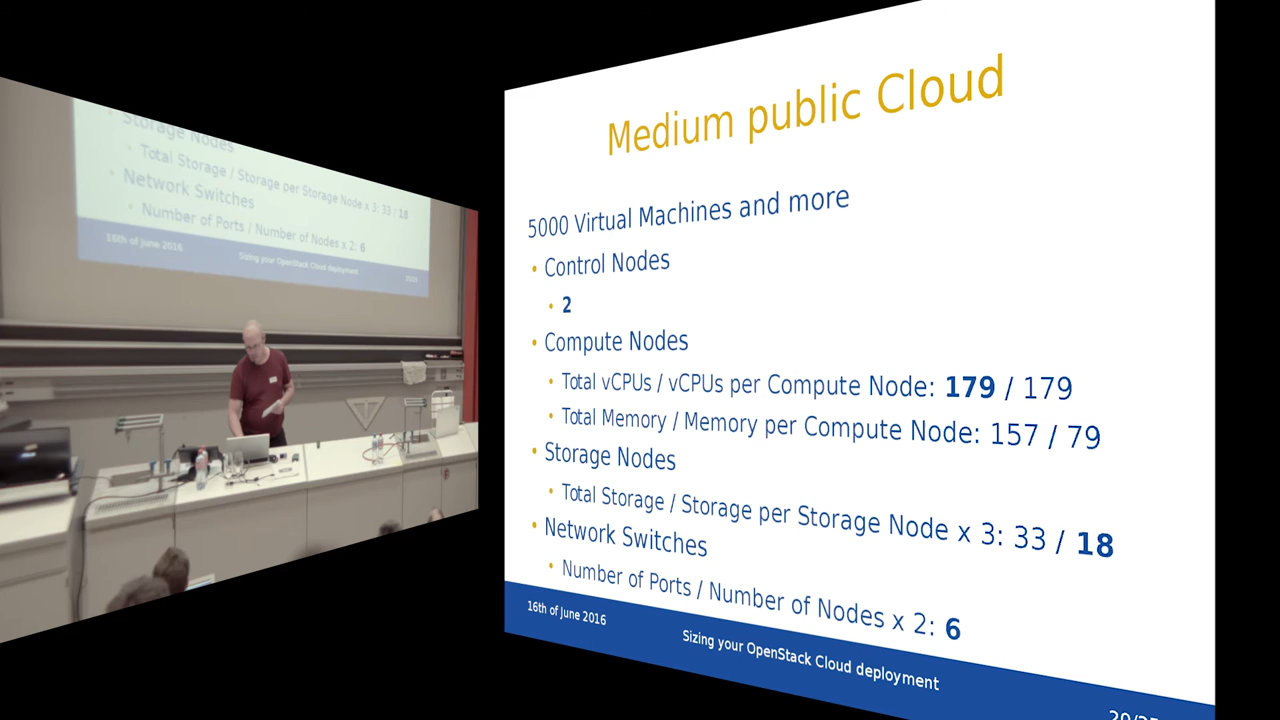 Storage Nodes
Total Storage / Storage per Storage Node x 3: 33 / 18
Network Switches
Number of Ports / Number of Nodes x 2: 6
16th of June 2016
Sizing your OpenStack Cloud deployment
Medium public Cloud
5000 Virtual Machines and more
• Control Nodes
• 2
• Compute Nodes
• Total vCPUs / vCPUs per Compute Node: 179 / 179
• Total Memory / Memory per Compute Node: 157 / 79
• Storage Nodes
• Total Storage / Storage per Storage Node x 3: 33 / 18
• Network Switches
• Number of Ports / Number of Nodes x 2: 6
16th of June 2016
Sizing your OpenStack Cloud deployment